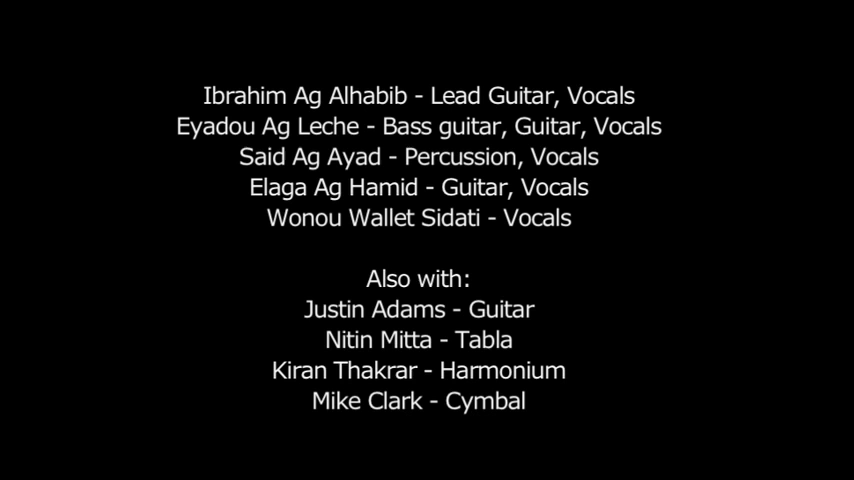 Ibrahim Ag Alhabib - Lead Guitar, Vocals
Eyadou Ag Leche - Bass guitar, Guitar, Vocals
Said Ag Ayad - Percussion, Vocals
Elaga Ag Hamid - Guitar, Vocals
Wonou Wallet Sidati - Vocals
Also with:
Justin Adams - Guitar
Nitin Mitta - Tabla
Kiran Thakrar - Harmonium
Mike Clark - Cymbal